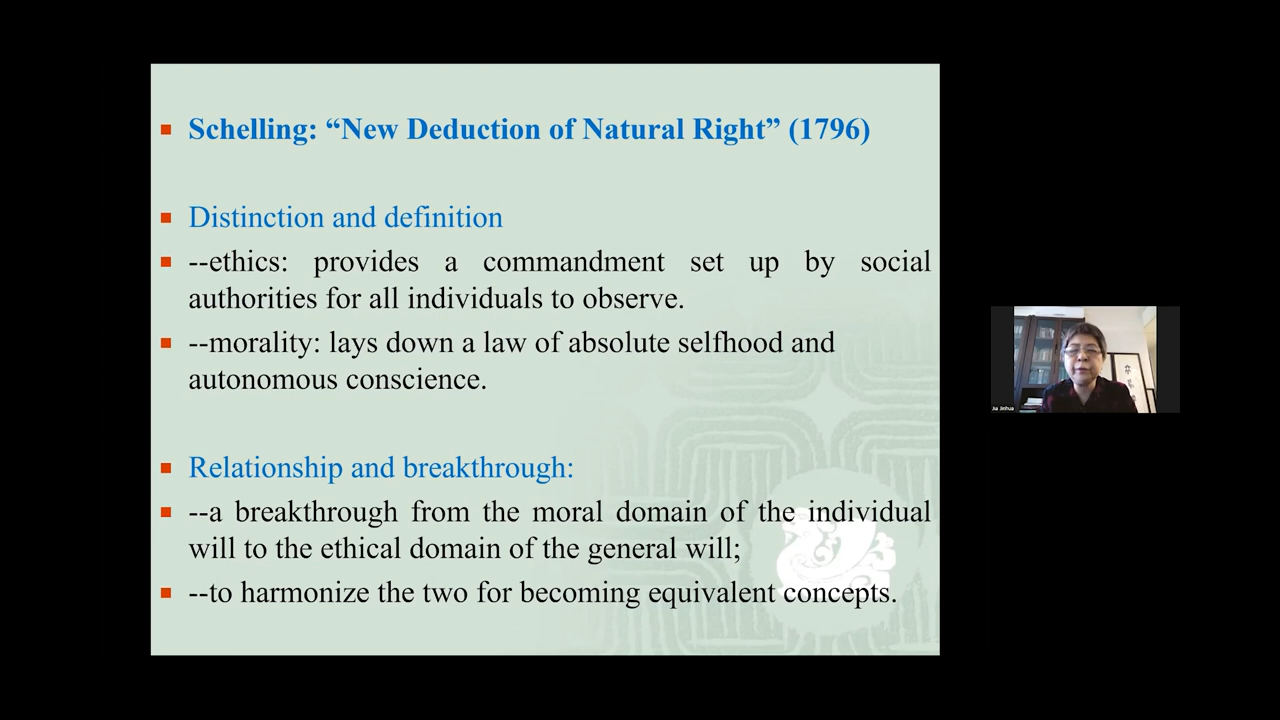 Schelling: “New Deduction of Natural Right” (1796)
Distinction and definition
--ethics: provides a commandment set up by social
authorities for all individuals to observe.
--morality: lays down a law of absolute selfhood and
autonomous conscience.
Relationship and breakthrough:
--a breakthrough from the moral domain of the individual
will to the ethical domain of the general will;
--to harmonize the two for becoming equivalent concepts.
Jia Jinhua